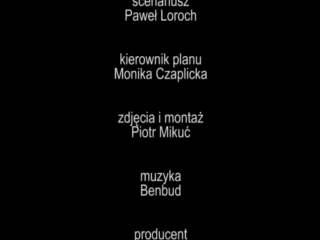 scenariusz
Paweł Loroch
kierownik planu
Monika Czaplicka
zdjęcia i montaż
Piotr Mikuć
muzyka
Benbud
producent